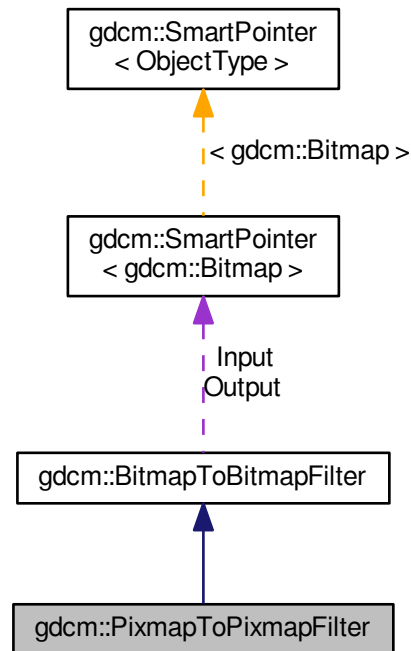 gdcm::SmartPointer
< ObjectType >
< gdcm::Bitmap >
gdcm::SmartPointer
< gdcm::Bitmap >
Input
Output
gdcm::BitmapToBitmapFilter
gdcm::PixmapToPixmapFilter